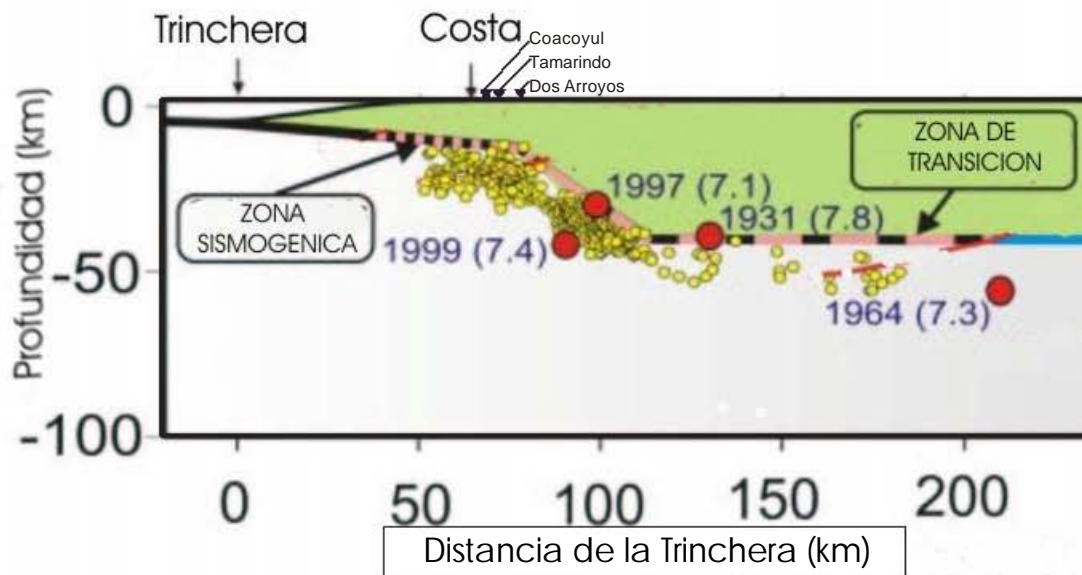 Trinchera
Costa
Coacoyul
Tamarindo
Dos Arroyos
0
-50
-100
Profundidad (km)
ZONA DE
TRANSICION
ZONA
SISMOGENICA
1997 (7.1)
1931 (7.8)
1999 (7.4)
1964 (7.3)
0
50
100
150
200
Distancia de la Trinchera (km)